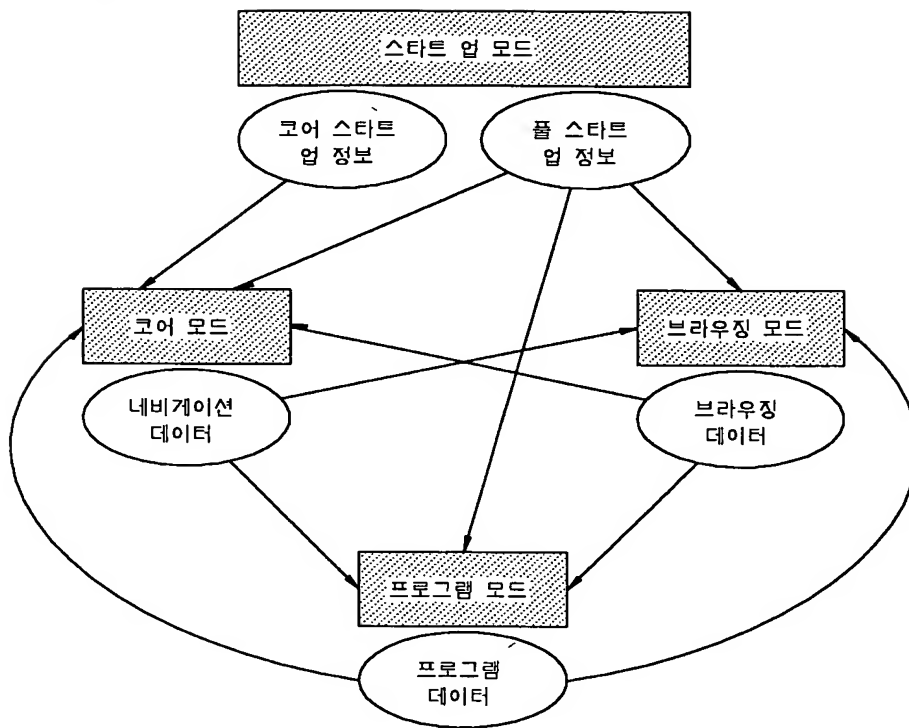 스타트 업 모드
코어 스타트
업 정보
풀 스타트
업 정보
코어 모드
브라우징 모드
네비게이션
데이터
브라우징
데이터
프로그램 모드
프로그램
데이터